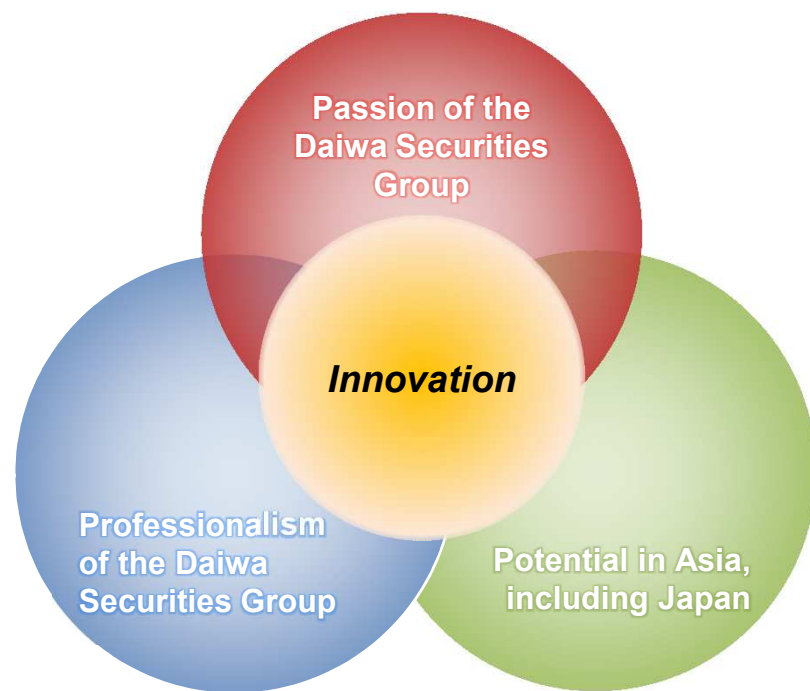 Passion of the
Daiwa Securities
Group
Innovation
Professionalism
of the Daiwa
Securities Group
Potential in Asia,
including Japan